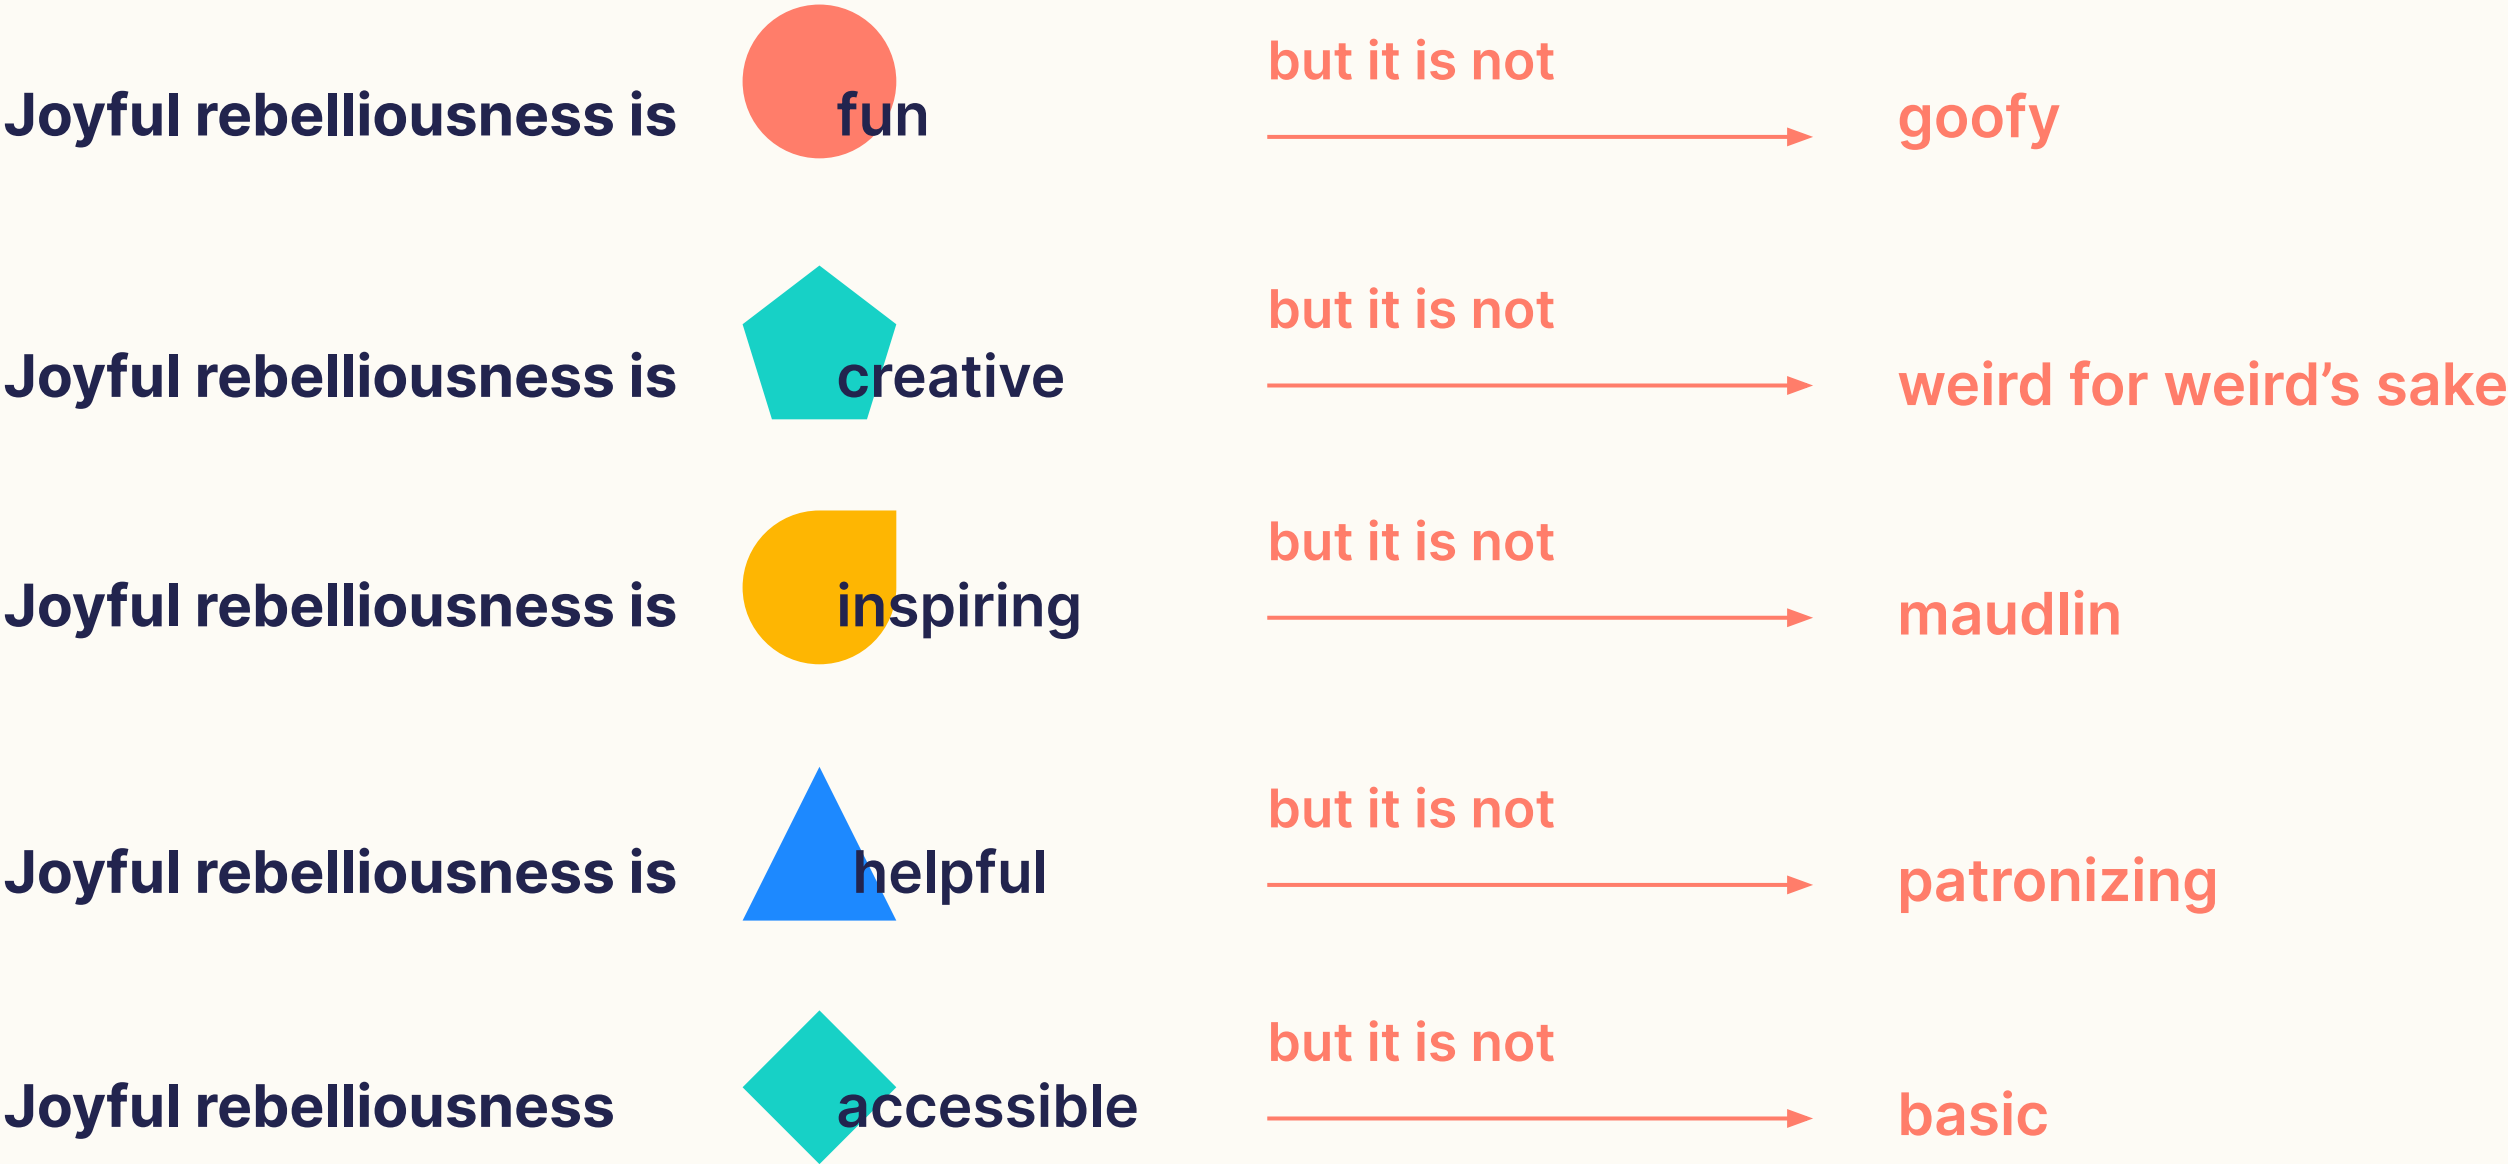 Joyful rebelliousness is fun but it is not goofy
Joyful rebelliousness is creative but it is not weird for weird’s sake
Joyful rebelliousness is inspiring but it is not maudlin
Joyful rebelliousness is helpful but it is not patronizing
Joyful rebelliousness accessible but it is not basic